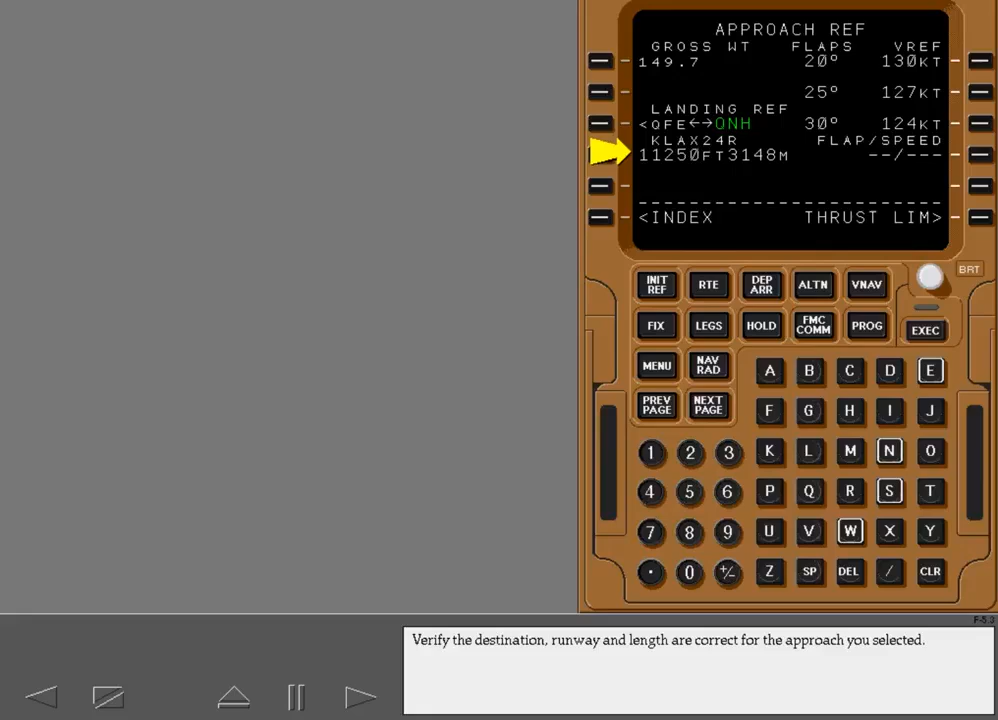 APPROACH REF
GROSS WT FLAPS VREF
149.7 20° 130KT
25° 127KT
LANDING REF
<QFE←→QNH 30° 124KT
KLAX24R FLAP/SPEED
11250FT3148M --/---
--------------------
<INDEX THRUST LIM>
BRT
INIT REF RTE DEP ARR ALTN VNAV
FIX LEGS HOLD FMC COMM PROG EXEC
MENU NAV RAD
PREV PAGE NEXT PAGE
A B C D E
F G H I J
1 2 3 K L M N O
4 5 6 P Q R S T
7 8 9 U V W X Y
. 0 +/- Z SP DEL / CLR
F-5.3
Verify the destination, runway and length are correct for the approach you selected.